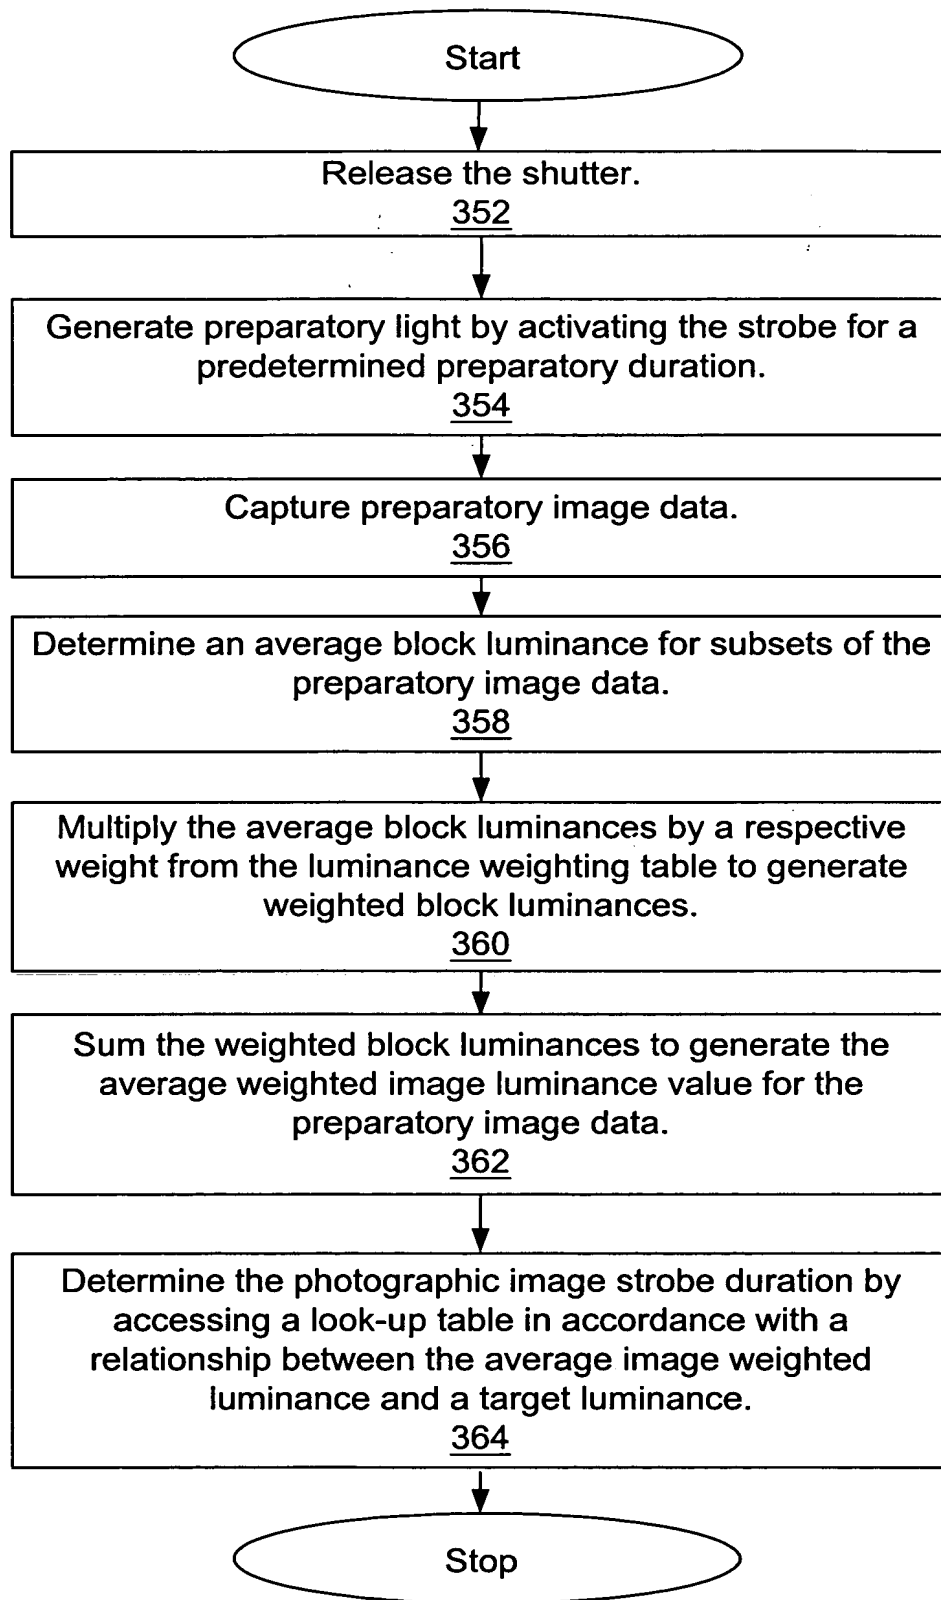 Start
Release the shutter.
352
Generate preparatory light by activating the strobe for a
predetermined preparatory duration.
354
Capture preparatory image data.
356
Determine an average block luminance for subsets of the
preparatory image data.
358
Multiply the average block luminances by a respective
weight from the luminance weighting table to generate
weighted block luminances.
360
Sum the weighted block luminances to generate the
average weighted image luminance value for the
preparatory image data.
362
Determine the photographic image strobe duration by
accessing a look-up table in accordance with a
relationship between the average image weighted
luminance and a target luminance.
364
Stop